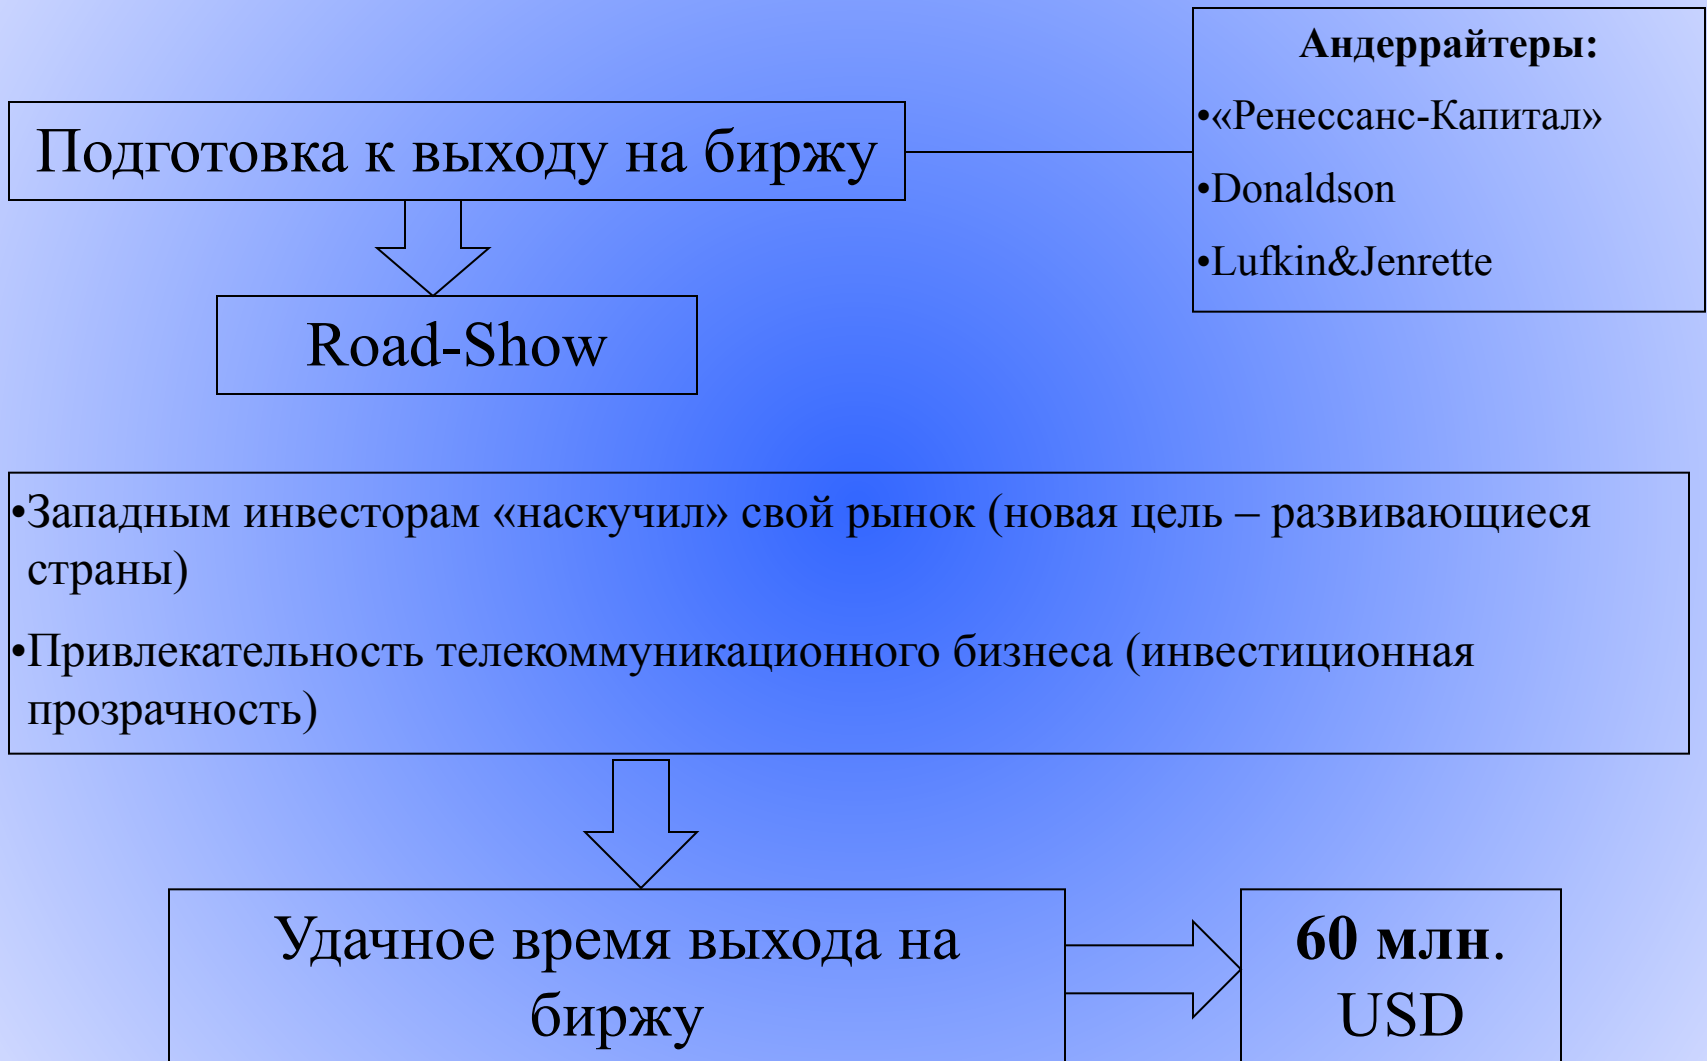 Андеррайтеры:
•«Ренессанс-Капитал»
•Donaldson
•Lufkin&Jenrette
Подготовка к выходу на биржу
Road-Show
•Западным инвесторам «наскучил» свой рынок (новая цель – развивающиеся
страны)
•Привлекательность телекоммуникационного бизнеса (инвестиционная
прозрачность)
Удачное время выхода на
биржу
60 млн.
USD